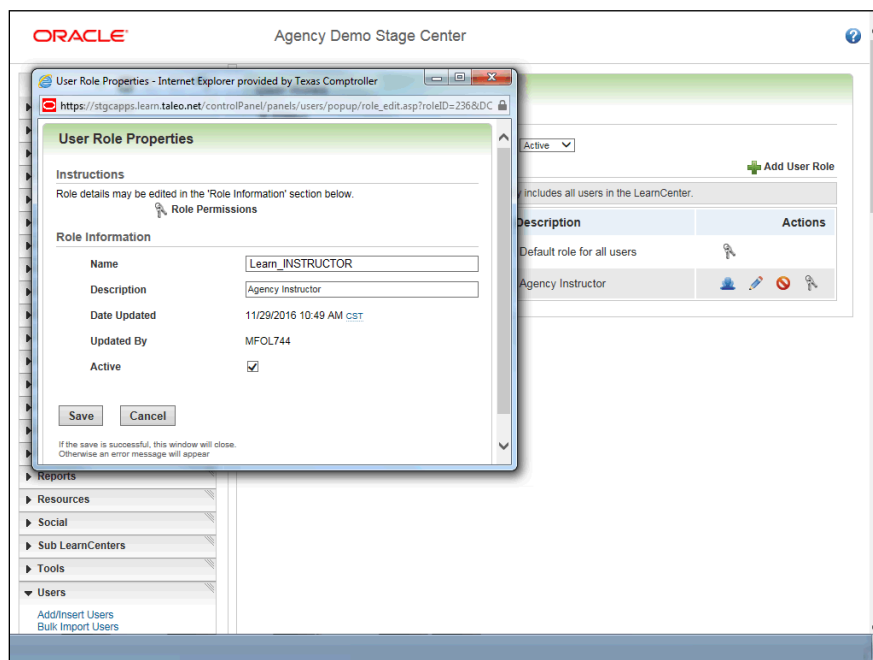 ORACLE
Agency Demo Stage Center
User Role Properties - Internet Explorer provided by Texas Comptroller
https://stgcapps.learn.taleo.net/controlPanel/panels/users/popup/role_edit.asp?roleID=236&DC
User Role Properties
Instructions
Role details may be edited in the 'Role Information' section below.
Role Permissions
Role Information
Name Learn_INSTRUCTOR
Description Agency Instructor
Date Updated 11/29/2016 10:49 AM CST
Updated By MFOL744
Active
Save Cancel
If the save is successful, this window will close.
Otherwise an error message will appear
Active
Add User Role
includes all users in the LearnCenter.
Description Actions
Default role for all users
Agency Instructor
Reports
Resources
Social
Sub LearnCenters
Tools
Users
Add/Insert Users
Bulk Import Users